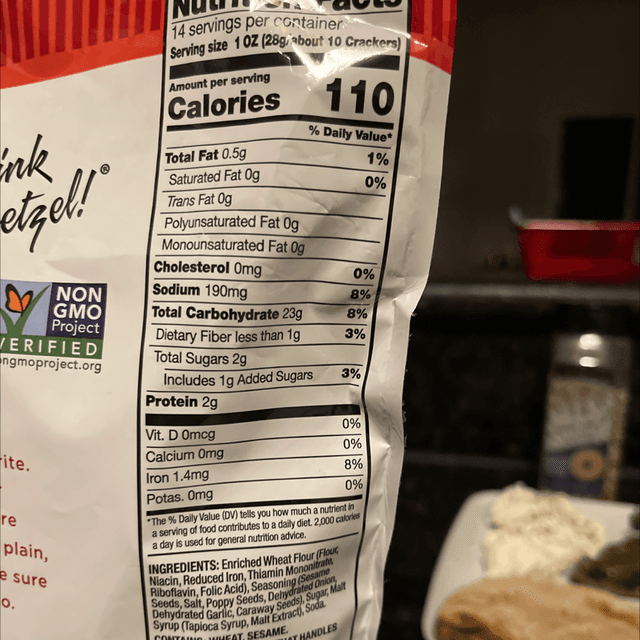 Nutrition Facts
14 servings per container
Serving size 1 OZ (28g/about 10 Crackers)
Amount per serving
Calories 110
% Daily Value*
Total Fat 0.5g 1%
Saturated Fat 0g 0%
Trans Fat 0g
Polyunsaturated Fat 0g
Monounsaturated Fat 0g
Cholesterol 0mg 0%
Sodium 190mg 8%
Total Carbohydrate 23g 8%
Dietary Fiber less than 1g 3%
Total Sugars 2g
Includes 1g Added Sugars 3%
Protein 2g
Vit. D 0mcg 0%
Calcium 0mg 0%
Iron 1.4mg 8%
Potas. 0mg 0%
*The % Daily Value (DV) tells you how much a nutrient in
a serving of food contributes to a daily diet. 2,000 calories
a day is used for general nutrition advice.
INGREDIENTS: Enriched Wheat Flour (Flour,
Niacin, Reduced Iron, Thiamin Mononitrate,
Riboflavin, Folic Acid), Seasoning (Sesame
Seeds, Salt, Poppy Seeds, Dehydrated Onion,
Dehydrated Garlic, Caraway Seeds), Sugar, Malt
Syrup (Tapioca Syrup, Malt Extract), Soda.
CONTAINS: WHEAT, SESAME.
HANDLES
ink
etzel!®
NON
GMO
Project
VERIFIED
ngmoproject.org
rite.
re
plain,
e sure
o.